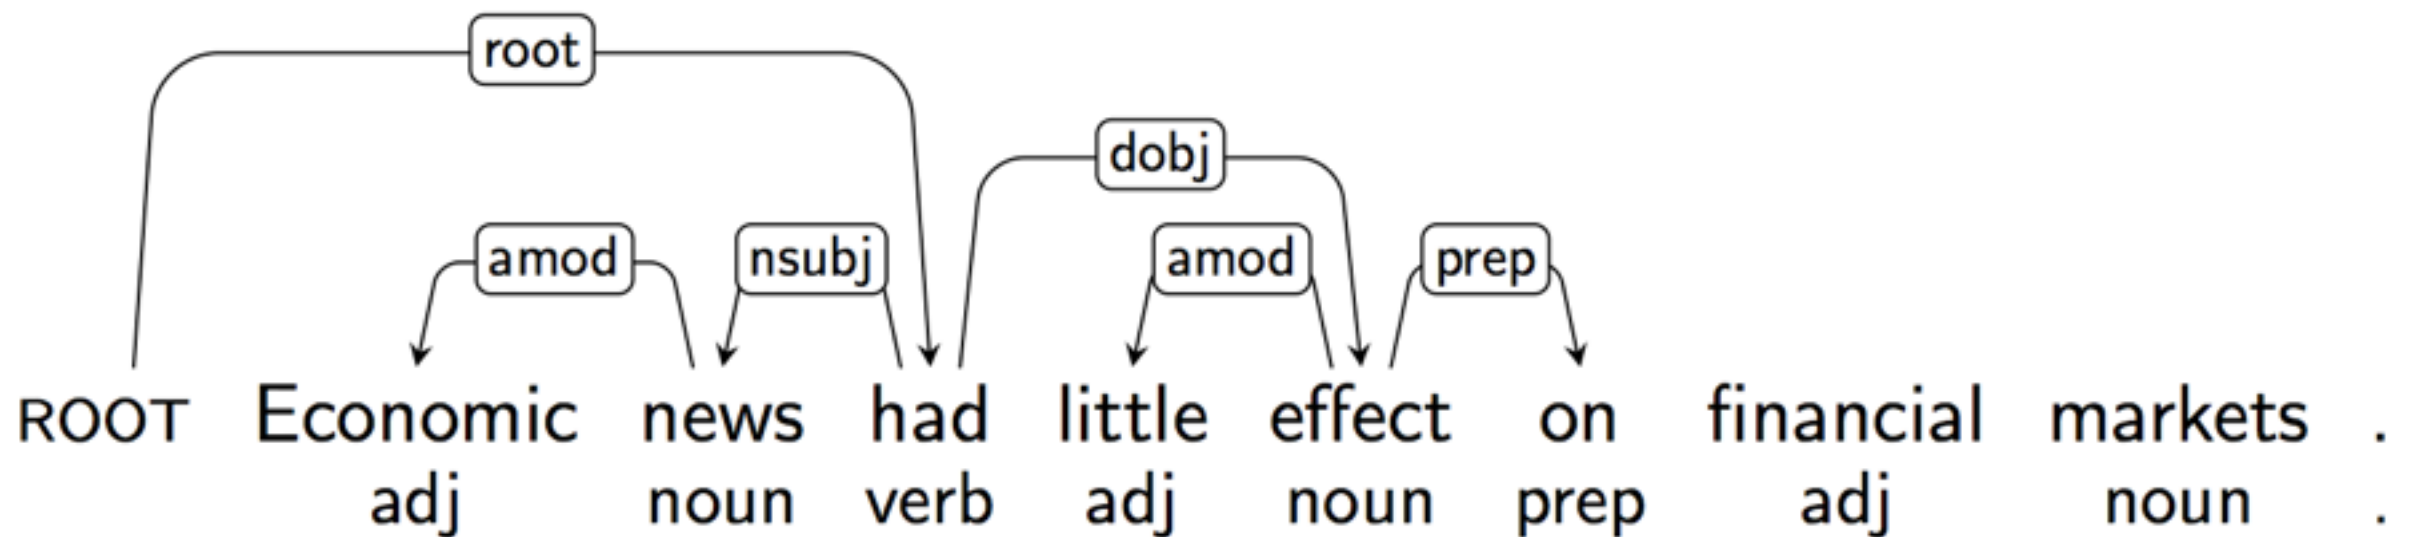 root
dobj
amod nsubj amod prep
ROOT Economic news had little effect on financial markets .
adj noun verb adj noun prep adj noun .